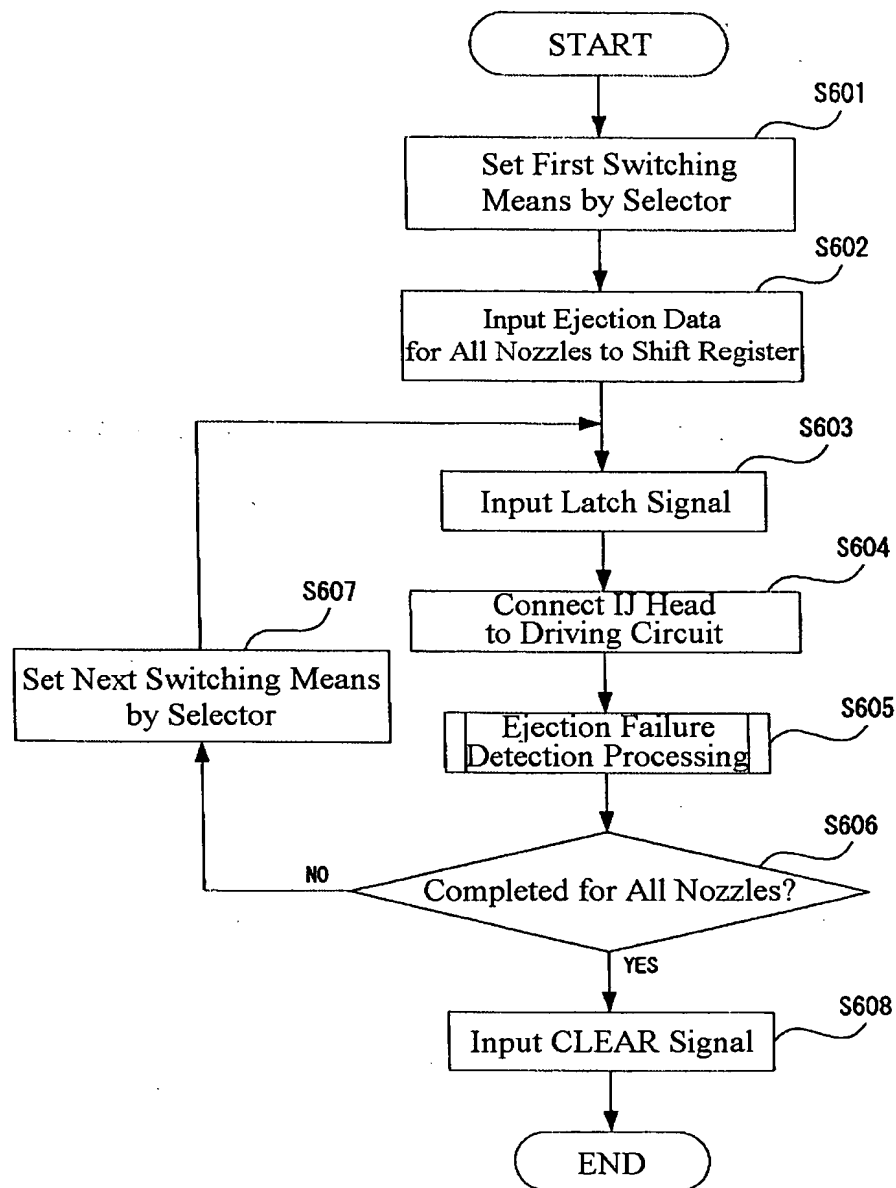 START
S601
Set First Switching
Means by Selector
S602
Input Ejection Data
for All Nozzles to Shift Register
S603
Input Latch Signal
S604
Connect IJ Head
to Driving Circuit
S607
Set Next Switching Means
by Selector
S605
Ejection Failure
Detection Processing
S606
Completed for All Nozzles?
NO
YES
S608
Input CLEAR Signal
END